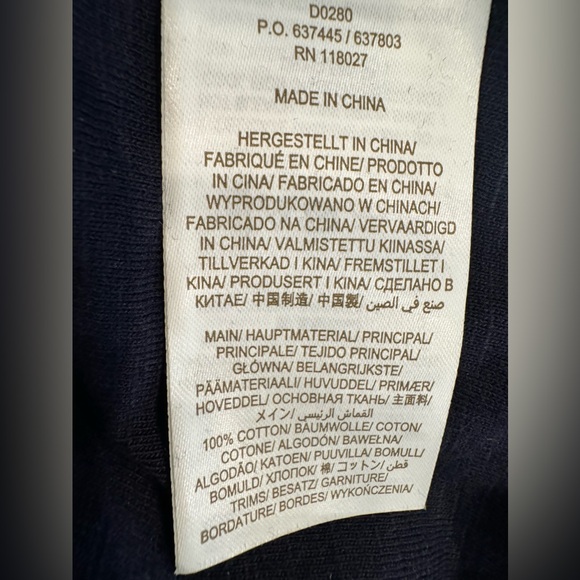 D0280
P.O. 637445 / 637803
RN 118027
MADE IN CHINA
HERGESTELLT IN CHINA/
FABRIQUÉ EN CHINE/ PRODOTTO
IN CINA/ FABRICADO EN CHINA/
WYPRODUKOWANO W CHINACH/
FABRICADO NA CHINA/ VERVAARDIGD
IN CHINA/ VALMISTETTU KIINASSA/
TILLVERKAD I KINA/ FREMSTILLET I
KINA/ PRODUSERT I KINA/ СДЕЛАНО В
КИТАЕ/ 中国制造/ 中国製/ صنع في الصين
MAIN/ HAUPTMATERIAL/ PRINCIPAL/
PRINCIPALE/ TEJIDO PRINCIPAL/
GŁÓWNA/ BELANGRIJKSTE/
PÄÄMATERIAALI/ HUVUDDEL/ PRIMÆR/
HOVEDDEL/ ОСНОВНАЯ ТКАНЬ/ 主面料/
メイン/ القماش الرئيسي/
100% COTTON/ BAUMWOLLE/ COTON/
COTONE/ ALGODÓN/ BAWEŁNA/
ALGODÃO/ KATOEN/ PUUVILLA/ BOMULL/
BOMULD/ ХЛОПОК/ 棉/ コットン/ قطن/
TRIMS/ BESATZ/ GARNITURE/
BORDATURE/ BORDES/ WYKOŃCZENIA/